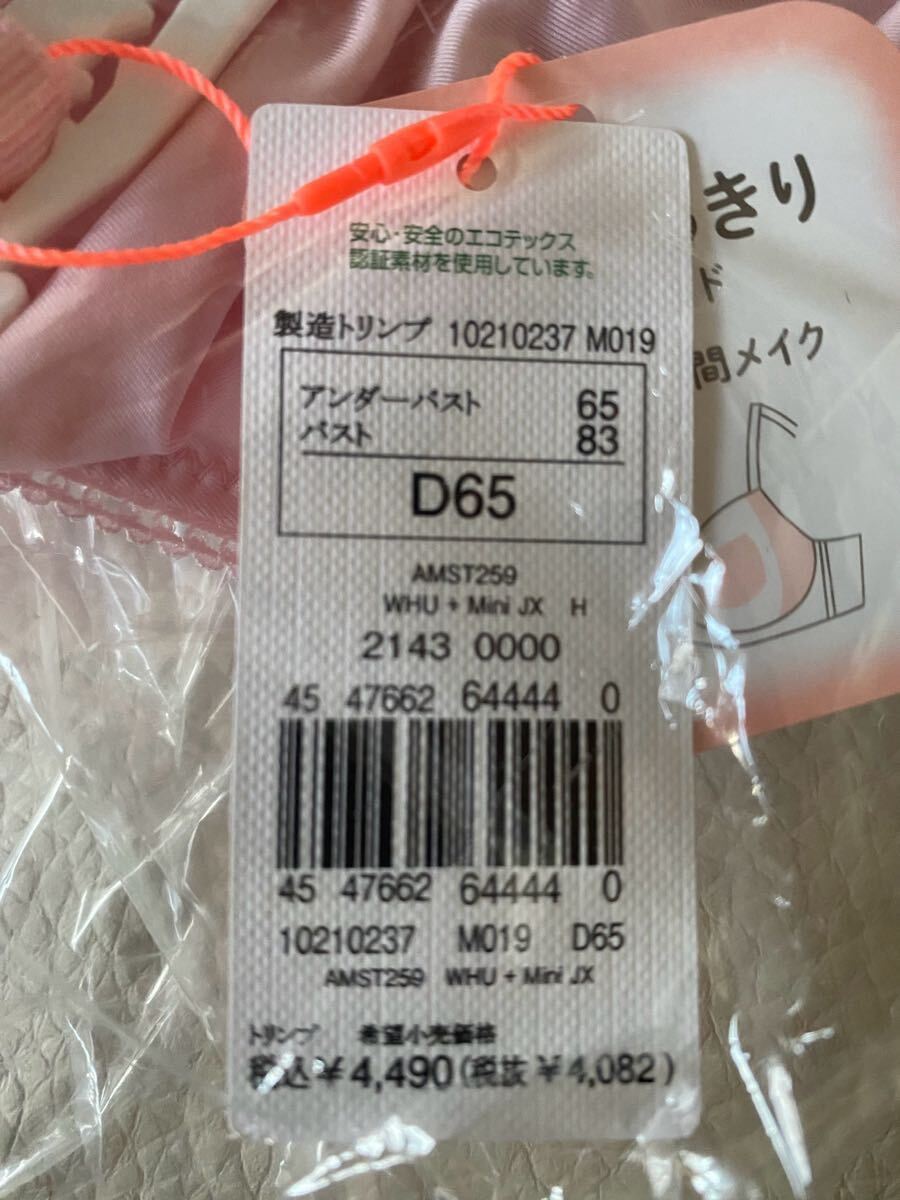 安心・安全のエコテックス
認証素材を使用しています。
製造トリンプ 10210237 M019
アンダーバスト 65
バスト 83
D65
AMST259
WHU + Mini JX H
2143 0000
45 47662 64444 0
45 47662 64444 0
10210237 M019 D65
AMST259 WHU + Mini JX
トリンプ 希望小売価格
税込¥4,490(税抜¥4,082)
きり
ド
間メイク